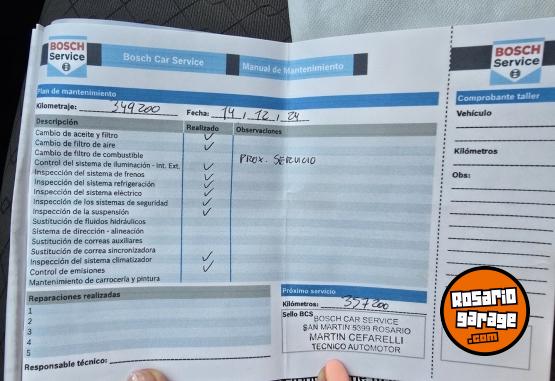 BOSCH
Service
Bosch Car Service
Manual de Mantenimiento
Plan de mantenimiento
Kilometraje: 349200 Fecha: 14, 12, 24
Descripción Realizado Observaciones
Cambio de aceite y filtro ✓
Cambio de filtro de aire ✓
Cambio de filtro de combustible PROX. SERVICIO
Control del sistema de iluminación - Int. Ext. ✓
Inspección del sistema de frenos ✓
Inspección del sistema refrigeración ✓
Inspección del sistema eléctrico ✓
Inspección de los sistemas de seguridad ✓
Inspección de la suspensión ✓
Sustitución de fluidos hidráulicos
Sistema de dirección - alineación
Sustitución de correas auxiliares
Sustitución de correa sincronizadora
Inspección del sistema climatizador ✓
Control de emisiones ✓
Mantenimiento de carrocería y pintura
Reparaciones realizadas
1
2
3
4
5
Responsable técnico:
Próximo servicio
Kilómetros: 357200
Sello BCS
BOSCH CAR SERVICE
SAN MARTIN 5399 ROSARIO
MARTIN CEFARELLI
TECNICO AUTOMOTOR
BOSCH
Service
Comprobante taller
Vehículo
Kilómetros
Obs:
Rosario
garage
.com